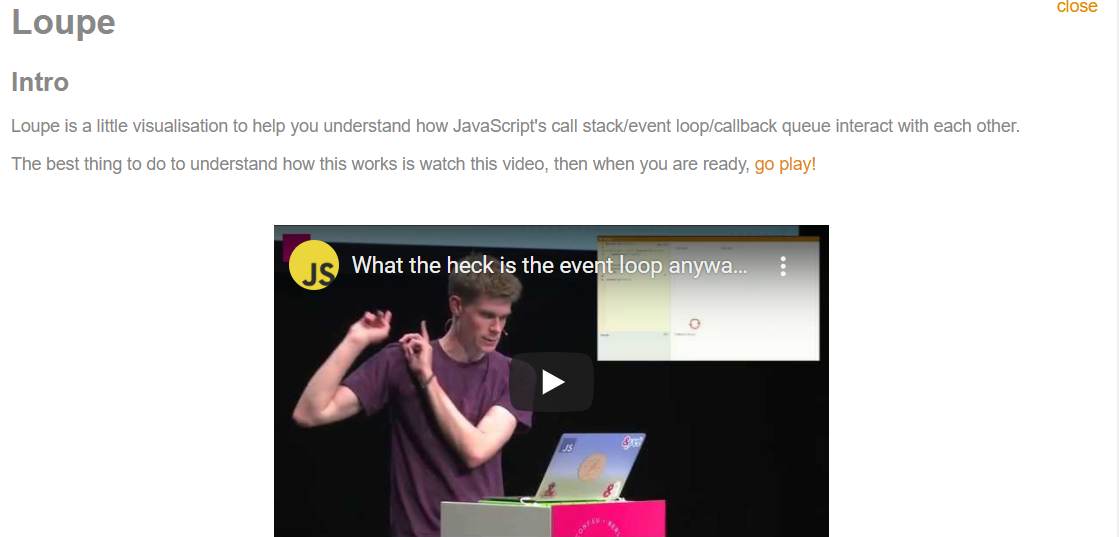 close
Loupe
Intro
Loupe is a little visualisation to help you understand how JavaScript's call stack/event loop/callback queue interact with each other.
The best thing to do to understand how this works is watch this video, then when you are ready, go play!
JS
What the heck is the event loop anywa...
JS